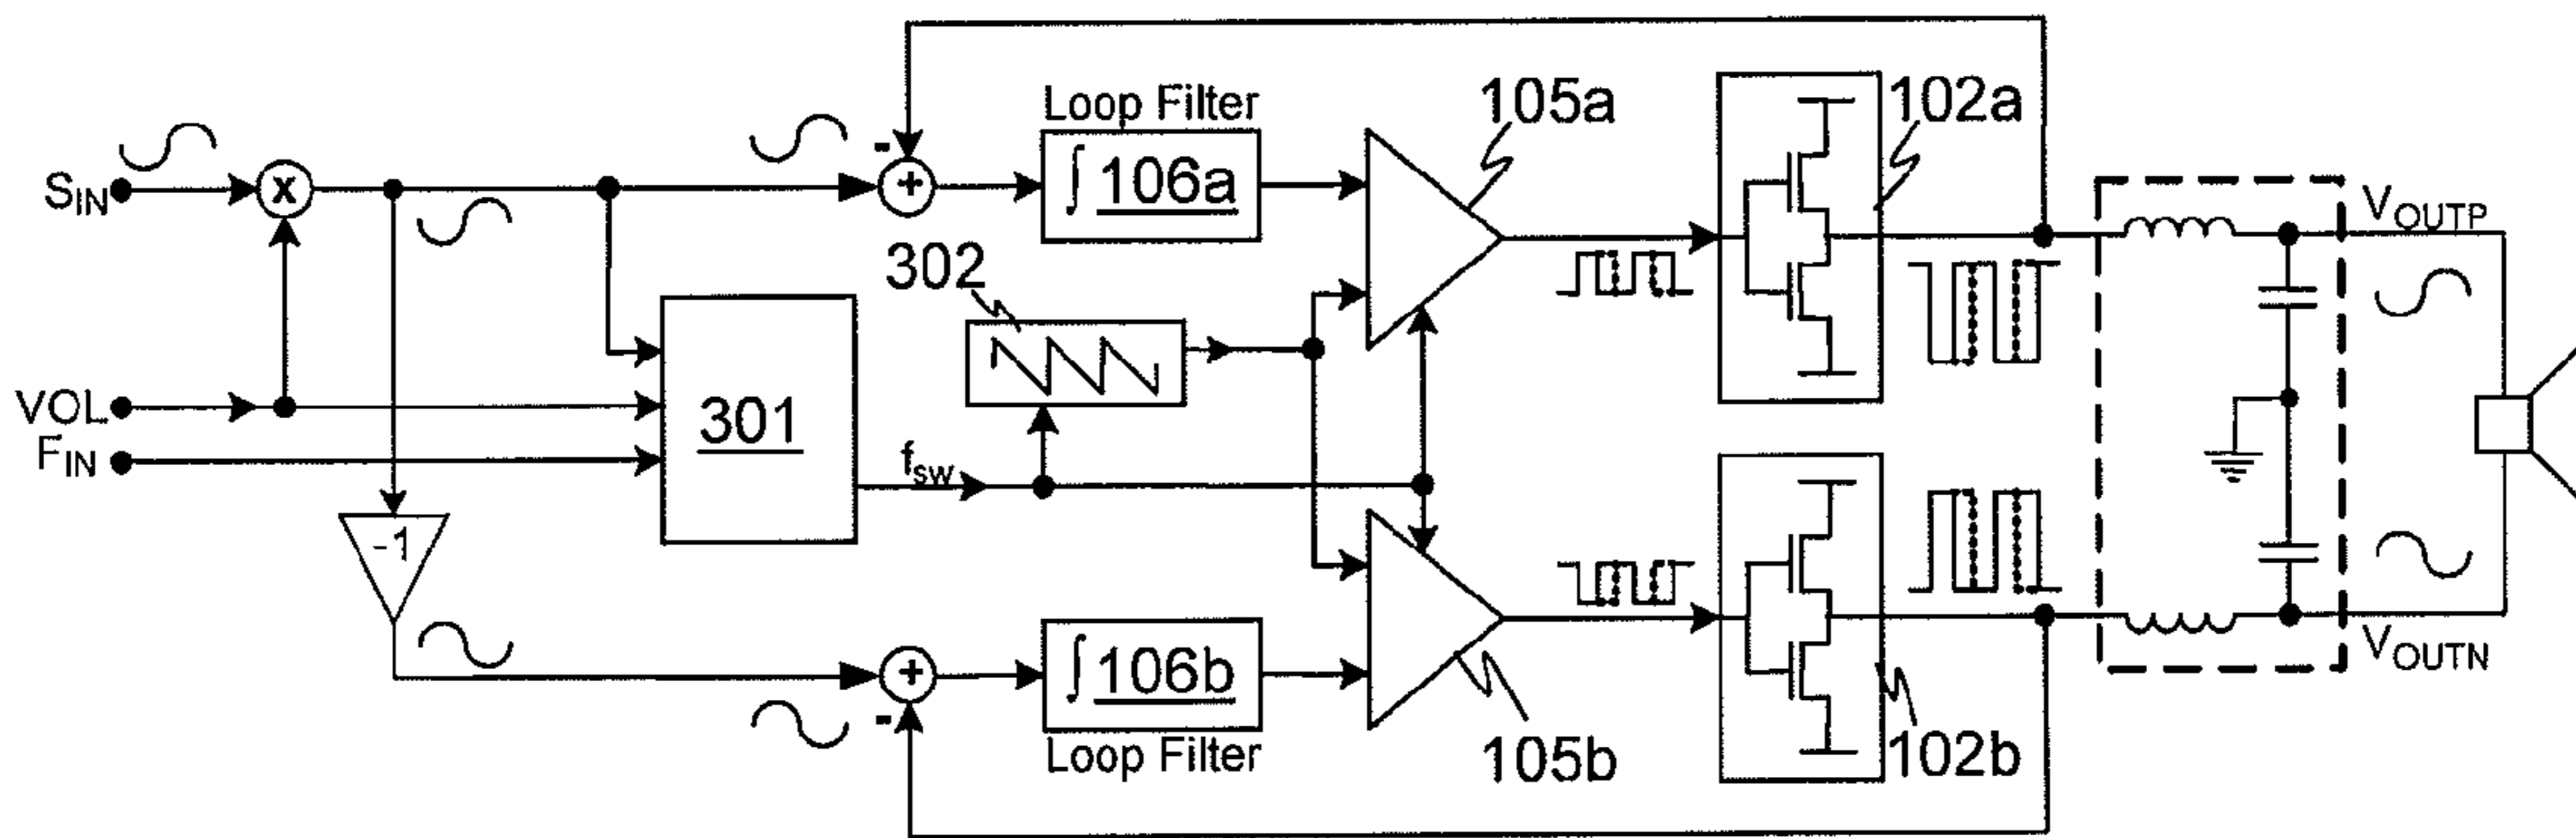 Loop Filter
105a
102a
S_IN
x
-
+
∫ 106a
V_OUTP
302
VOL
F_IN
301
f_sw
-1
+
-
∫ 106b
Loop Filter
105b
102b
V_OUTN